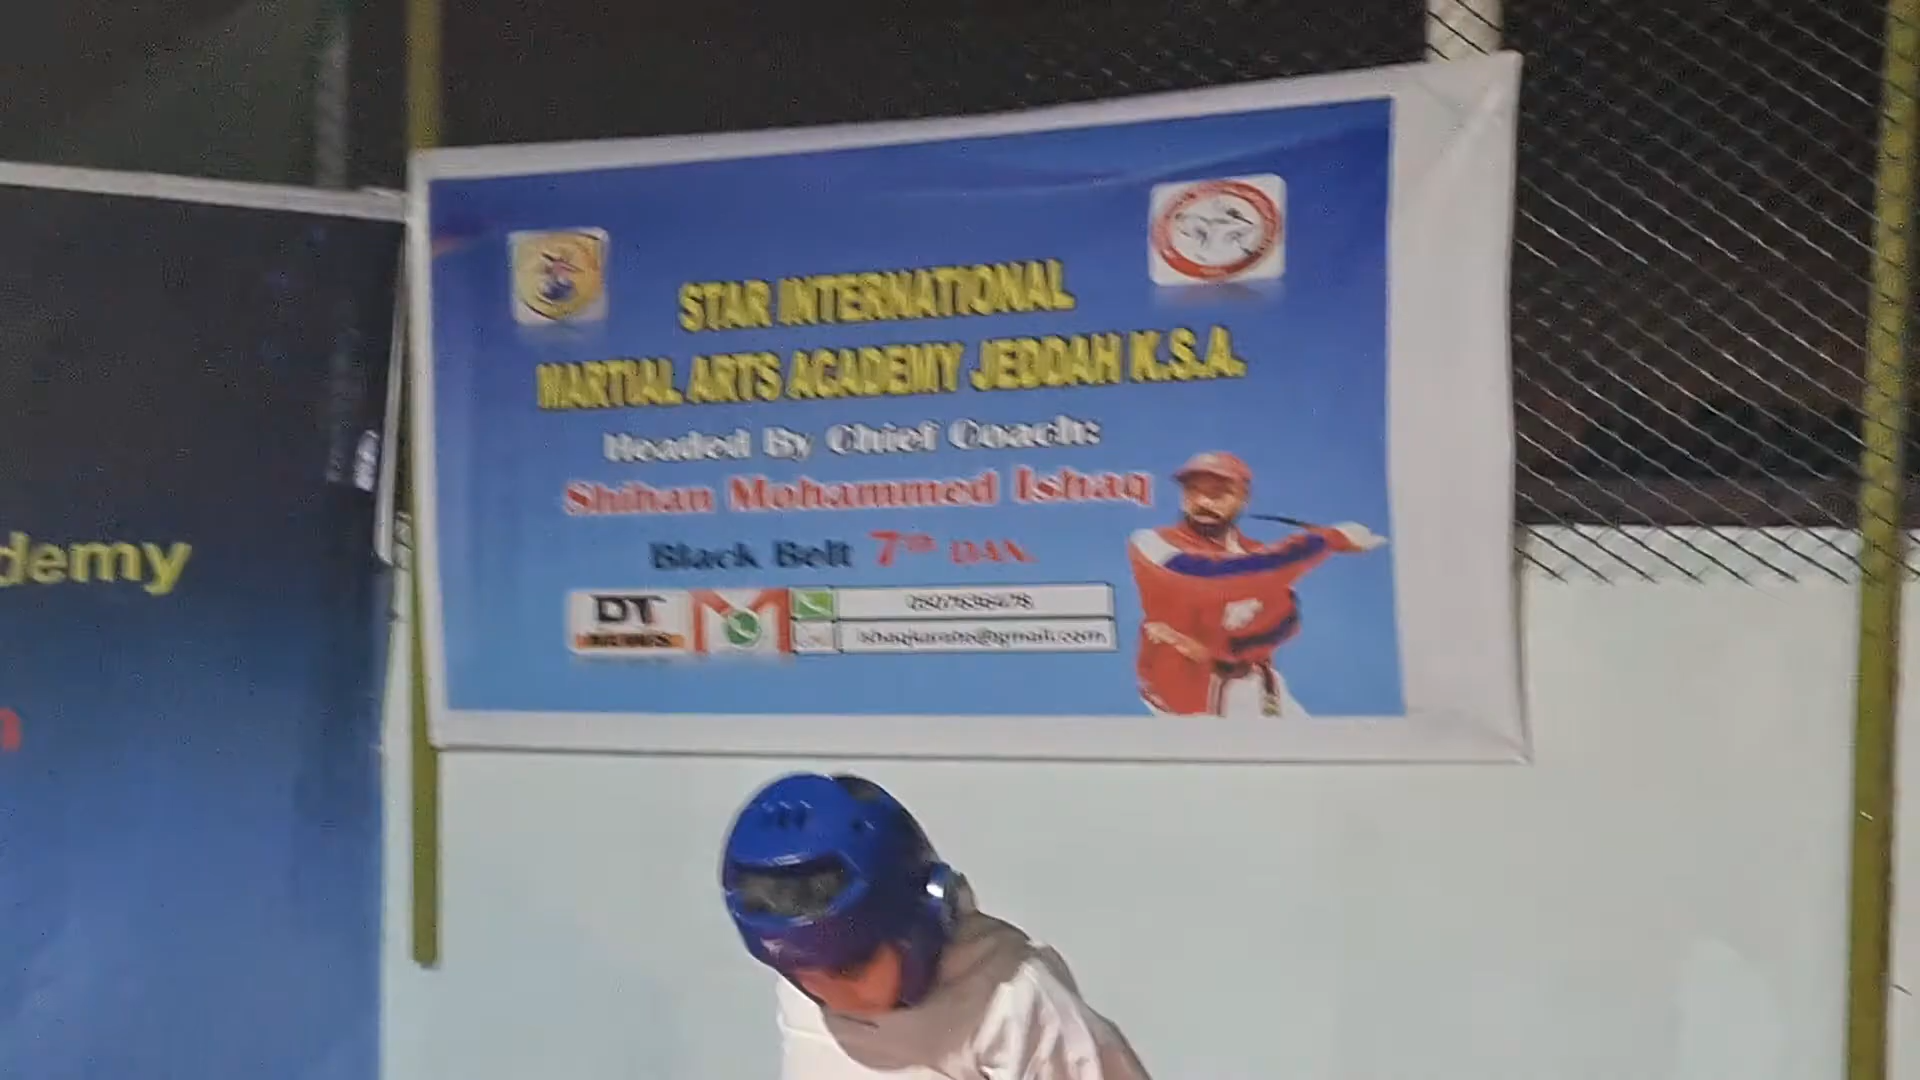 STAR INTERNATIONAL
MARTIAL ARTS ACADEMY JEDDAH K.S.A.
Headed By Chief Coach:
Shihan Mohammed Ishaq
Black Belt 7th DAN.
DT
NEWS
demy